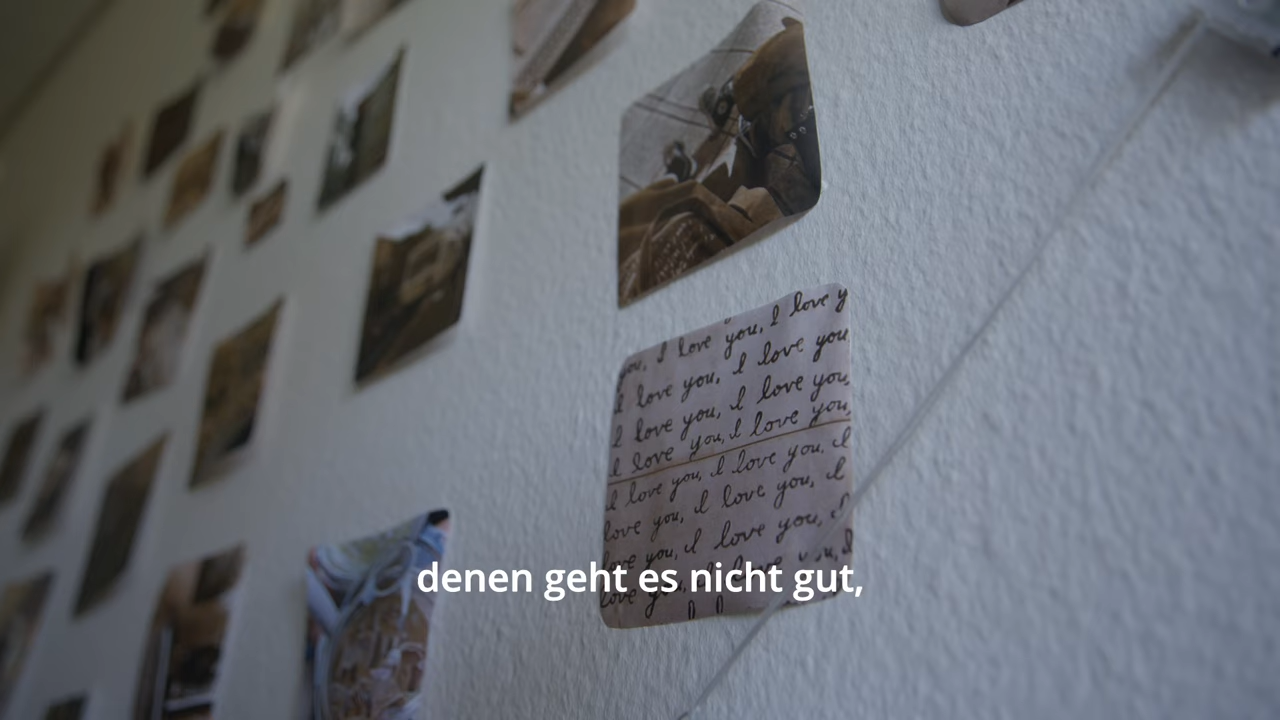 you, I love you, I love y
I love you, I love you
I love you, I love you,
I love you, I love you,
I love you, I love you, I
love you, I love you, I
love you, I love you, I
love you, I love you, I
denen geht es nicht gut,